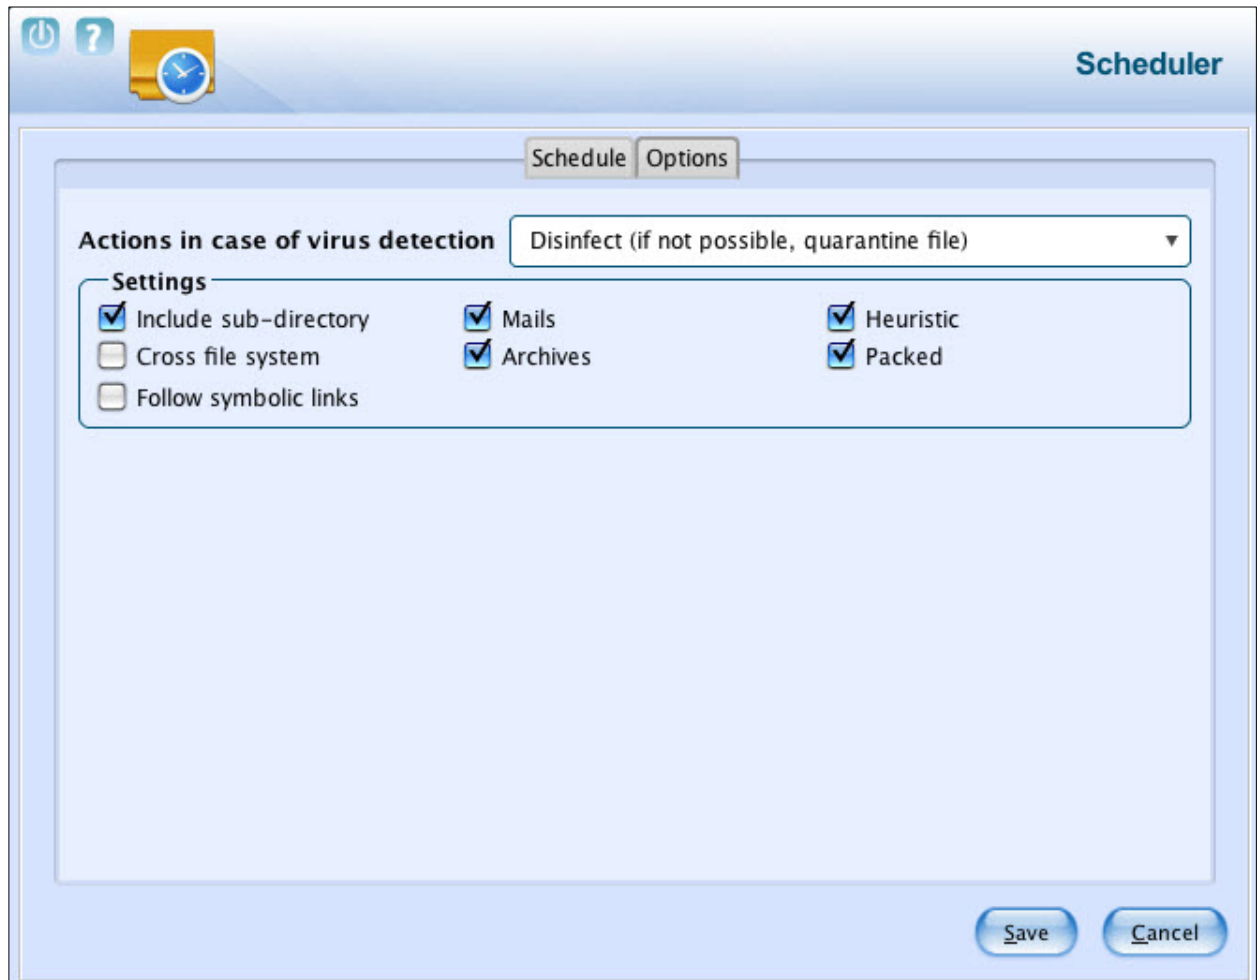 ?
Scheduler
Schedule Options
Actions in case of virus detection Disinfect (if not possible, quarantine file)
Settings
Include sub-directory Mails Heuristic
Cross file system Archives Packed
Follow symbolic links
Save Cancel